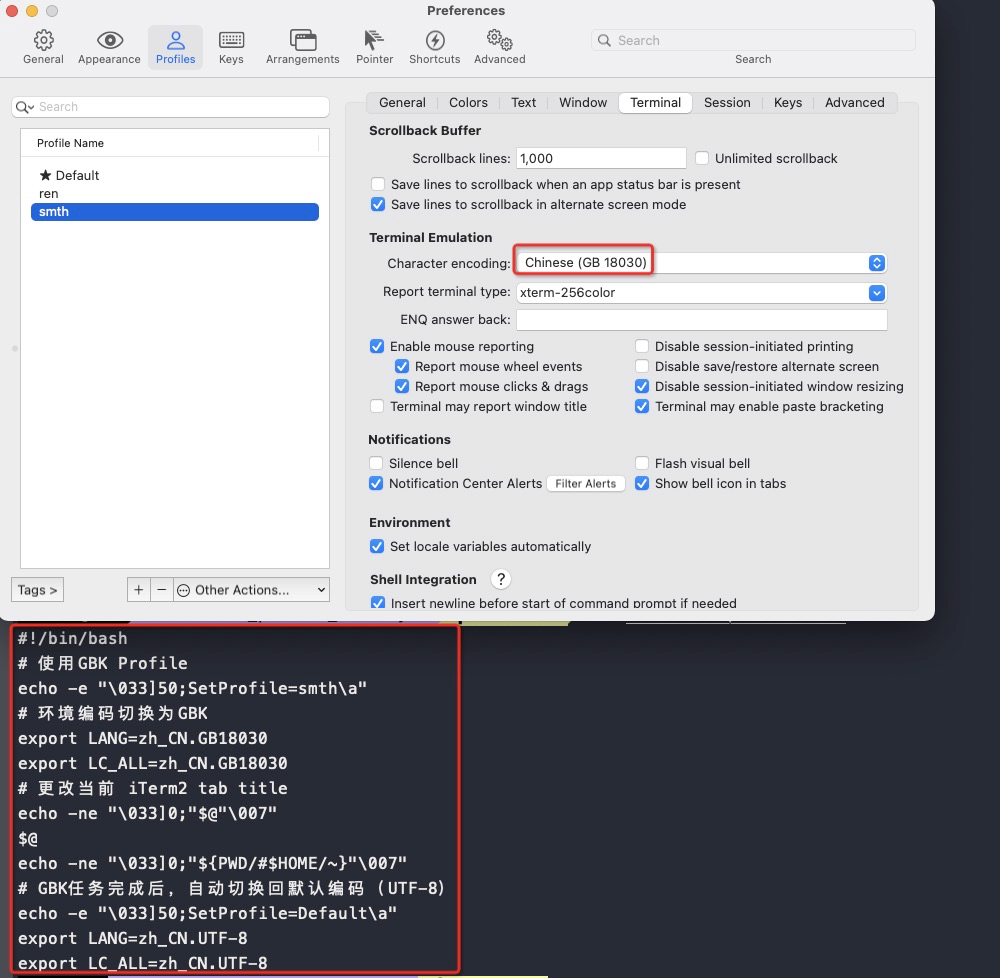 Preferences
General
Appearance
Profiles
Keys
Arrangements
Pointer
Shortcuts
Advanced
Search
Search
Search
Profile Name
★ Default
ren
smth
Tags >
+
−
Other Actions...
General
Colors
Text
Window
Terminal
Session
Keys
Advanced
Scrollback Buffer
Scrollback lines: 1,000
Unlimited scrollback
Save lines to scrollback when an app status bar is present
Save lines to scrollback in alternate screen mode
Terminal Emulation
Character encoding: Chinese (GB 18030)
Report terminal type: xterm-256color
ENQ answer back:
Enable mouse reporting
Disable session-initiated printing
Report mouse wheel events
Disable save/restore alternate screen
Report mouse clicks & drags
Disable session-initiated window resizing
Terminal may report window title
Terminal may enable paste bracketing
Notifications
Silence bell
Flash visual bell
Notification Center Alerts
Filter Alerts
Show bell icon in tabs
Environment
Set locale variables automatically
Shell Integration ?
Insert newline before start of command prompt if needed
#!/bin/bash
# 使用GBK Profile
echo -e "\033]50;SetProfile=smth\a"
# 环境编码切换为GBK
export LANG=zh_CN.GB18030
export LC_ALL=zh_CN.GB18030
# 更改当前 iTerm2 tab title
echo -ne "\033]0;"$@"\007"
$@
echo -ne "\033]0;"${PWD/#$HOME/~}"\007"
# GBK任务完成后，自动切换回默认编码（UTF-8）
echo -e "\033]50;SetProfile=Default\a"
export LANG=zh_CN.UTF-8
export LC_ALL=zh_CN.UTF-8